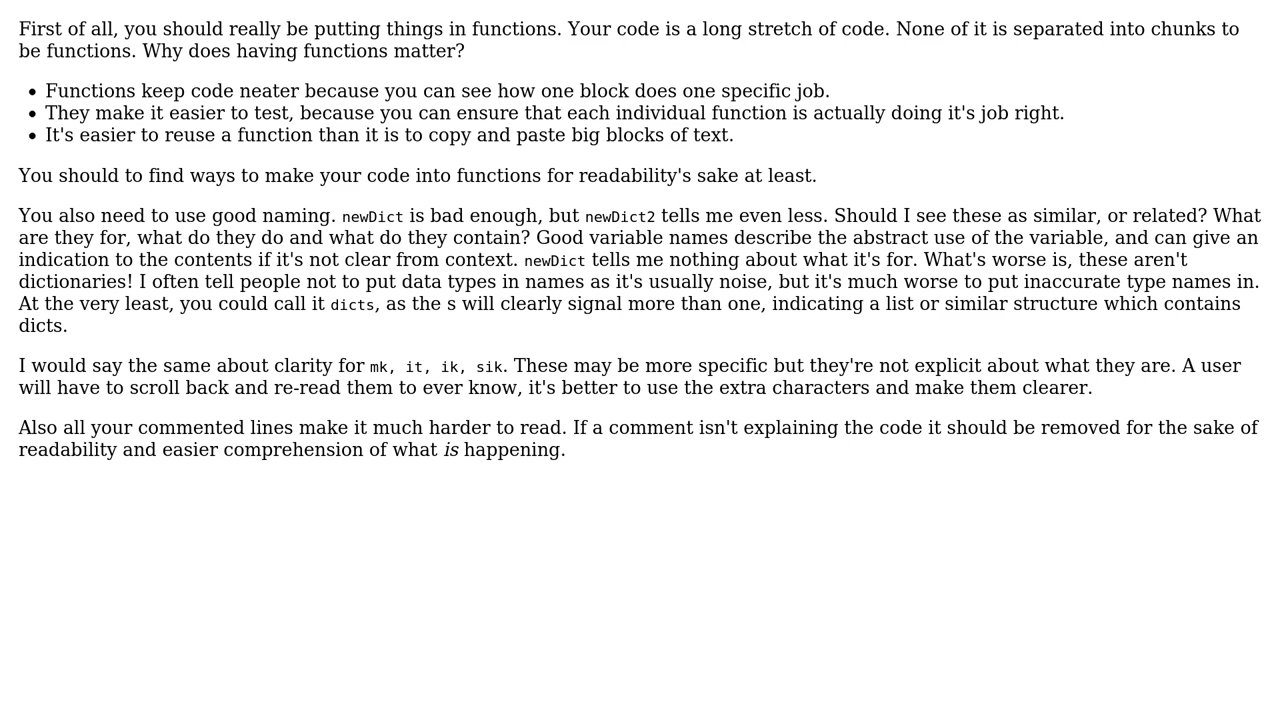 First of all, you should really be putting things in functions. Your code is a long stretch of code. None of it is separated into chunks to
be functions. Why does having functions matter?
• Functions keep code neater because you can see how one block does one specific job.
• They make it easier to test, because you can ensure that each individual function is actually doing it's job right.
• It's easier to reuse a function than it is to copy and paste big blocks of text.
You should to find ways to make your code into functions for readability's sake at least.
You also need to use good naming. newDict is bad enough, but newDict2 tells me even less. Should I see these as similar, or related? What
are they for, what do they do and what do they contain? Good variable names describe the abstract use of the variable, and can give an
indication to the contents if it's not clear from context. newDict tells me nothing about what it's for. What's worse is, these aren't
dictionaries! I often tell people not to put data types in names as it's usually noise, but it's much worse to put inaccurate type names in.
At the very least, you could call it dicts, as the s will clearly signal more than one, indicating a list or similar structure which contains
dicts.
I would say the same about clarity for mk, it, ik, sik. These may be more specific but they're not explicit about what they are. A user
will have to scroll back and re-read them to ever know, it's better to use the extra characters and make them clearer.
Also all your commented lines make it much harder to read. If a comment isn't explaining the code it should be removed for the sake of
readability and easier comprehension of what is happening.